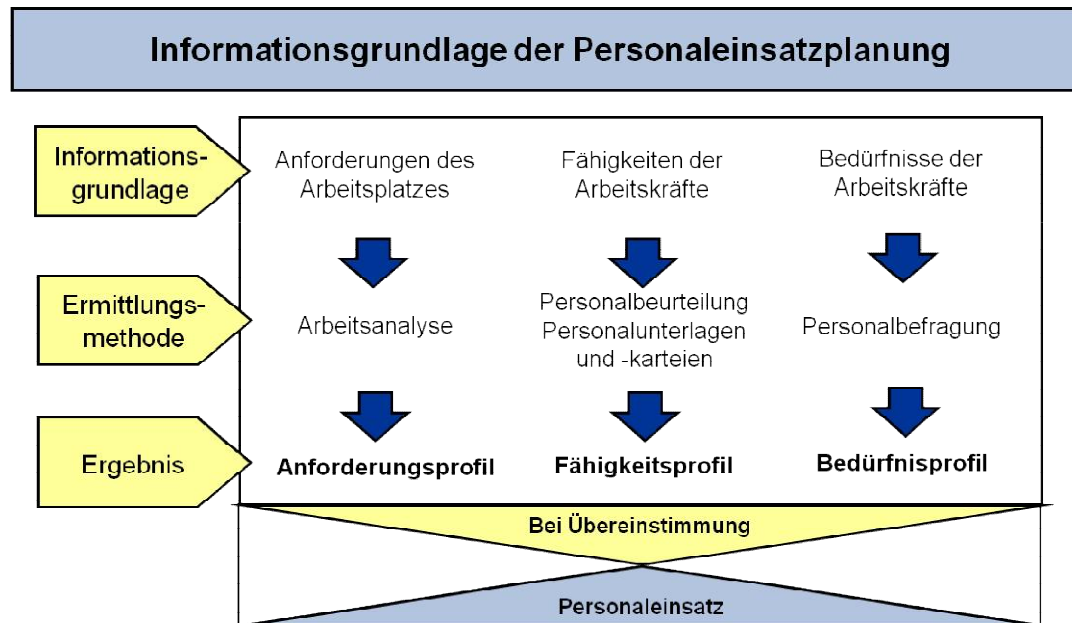 Informationsgrundlage der Personaleinsatzplanung
Informations-
grundlage
Anforderungen des
Arbeitsplatzes
Fähigkeiten der
Arbeitskräfte
Bedürfnisse der
Arbeitskräfte
Ermittlungs-
methode
Arbeitsanalyse
Personalbeurteilung
Personalunterlagen
und -karteien
Personalbefragung
Ergebnis
Anforderungsprofil
Fähigkeitsprofil
Bedürfnisprofil
Bei Übereinstimmung
Personaleinsatz